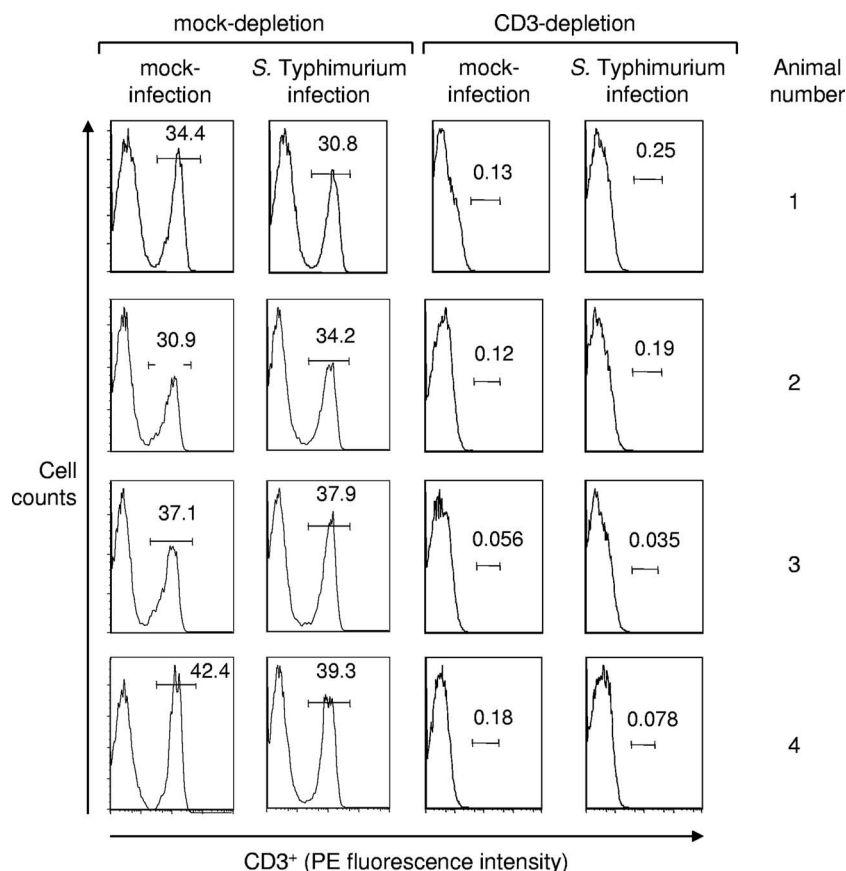 mock-depletion CD3-depletion
mock-infection S. Typhimurium infection mock-infection S. Typhimurium infection Animal number
34.4 30.8 0.13 0.25 1
30.9 34.2 0.12 0.19 2
Cell counts
37.1 37.9 0.056 0.035 3
42.4 39.3 0.18 0.078 4
CD3⁺ (PE fluorescence intensity)